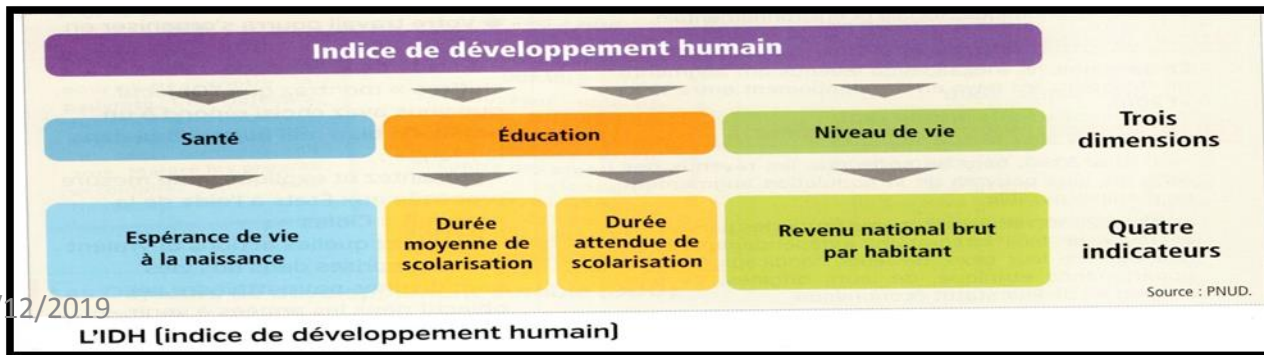 Indice de développement humain
Santé
Éducation
Niveau de vie
Trois
dimensions
Espérance de vie
à la naissance
Durée
moyenne de
scolarisation
Durée
attendue de
scolarisation
Revenu national brut
par habitant
Quatre
indicateurs
Source : PNUD.
/12/2019
L'IDH (indice de développement humain)